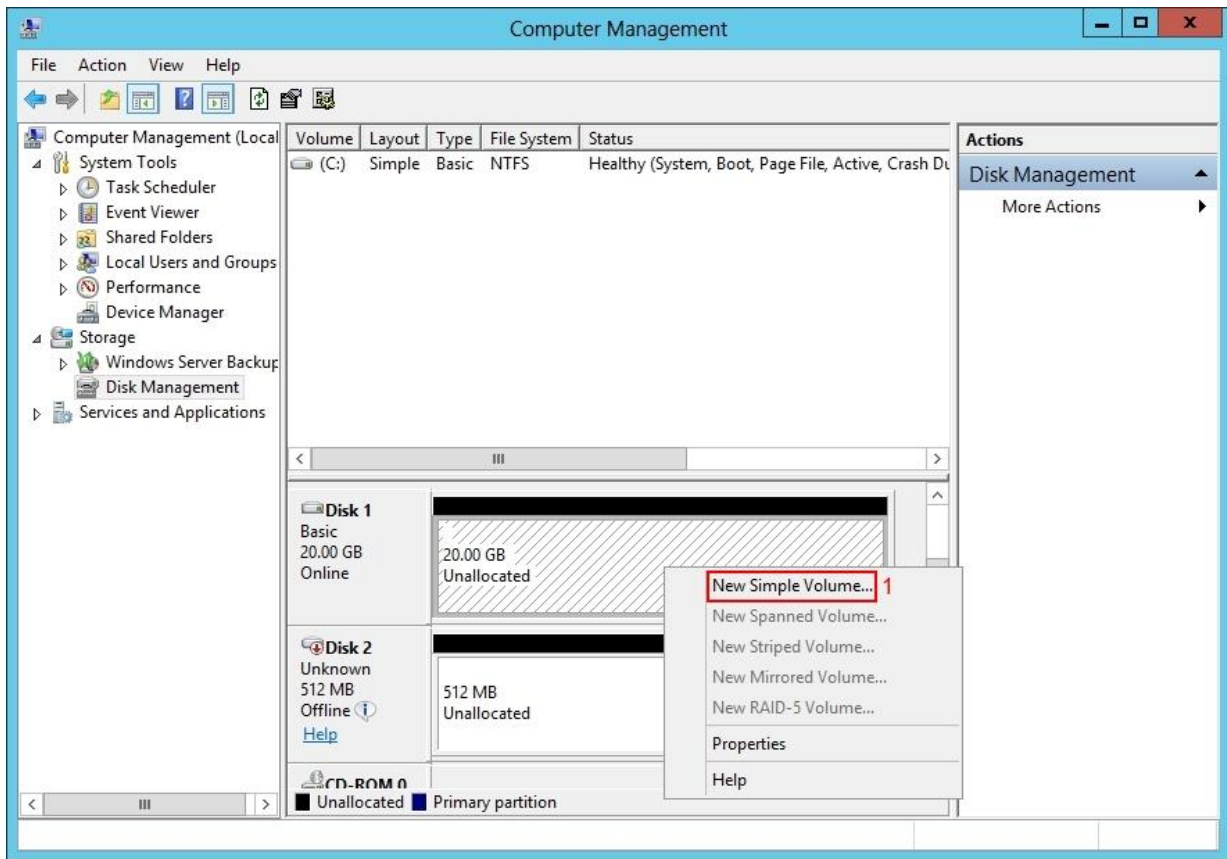 Computer Management
File Action View Help
Computer Management (Local
System Tools
Task Scheduler
Event Viewer
Shared Folders
Local Users and Groups
Performance
Device Manager
Storage
Windows Server Backup
Disk Management
Services and Applications
Volume Layout Type File System Status
(C:) Simple Basic NTFS Healthy (System, Boot, Page File, Active, Crash Du
Disk 1
Basic
20.00 GB
Online
20.00 GB
Unallocated
Disk 2
Unknown
512 MB
Offline
Help
512 MB
Unallocated
CD-ROM 0
Unallocated Primary partition
New Simple Volume... 1
New Spanned Volume...
New Striped Volume...
New Mirrored Volume...
New RAID-5 Volume...
Properties
Help
Actions
Disk Management
More Actions